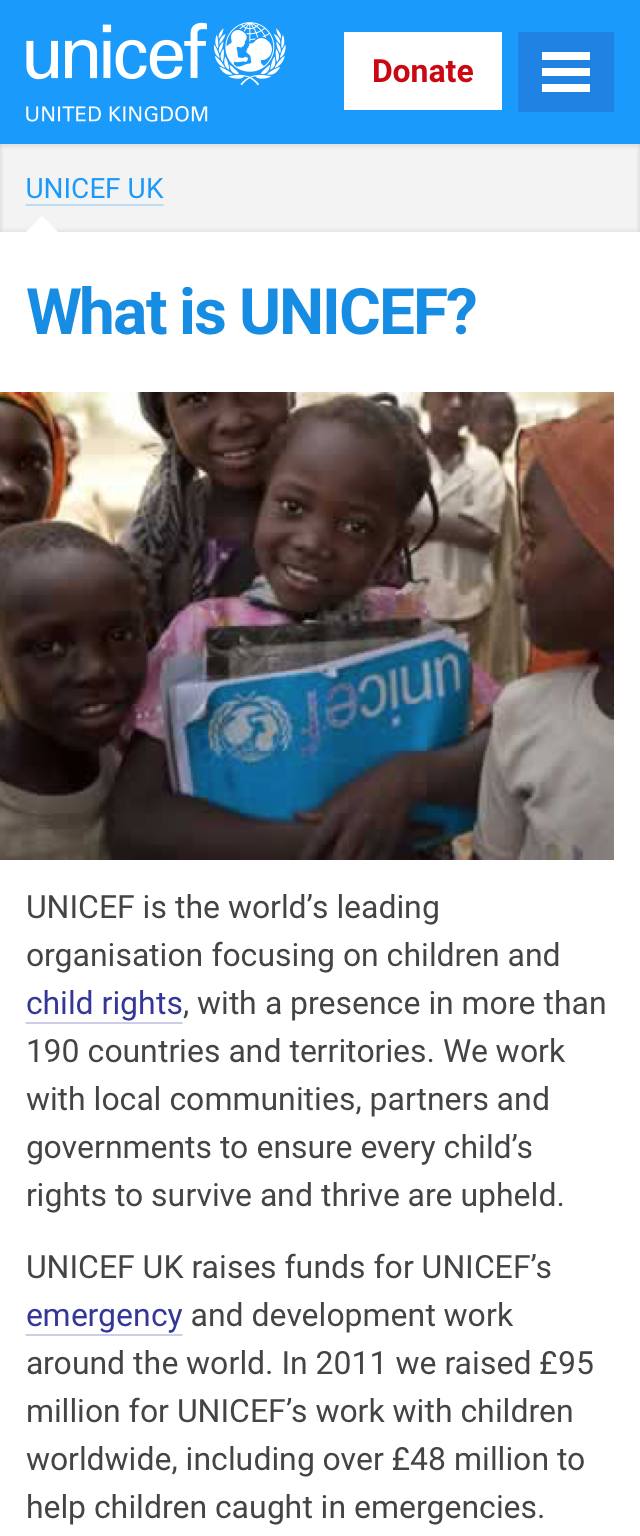 unicef
UNITED KINGDOM
Donate
UNICEF UK
What is UNICEF?
unicef
UNICEF is the world’s leading
organisation focusing on children and
child rights, with a presence in more than
190 countries and territories. We work
with local communities, partners and
governments to ensure every child’s
rights to survive and thrive are upheld.
UNICEF UK raises funds for UNICEF’s
emergency and development work
around the world. In 2011 we raised £95
million for UNICEF’s work with children
worldwide, including over £48 million to
help children caught in emergencies.